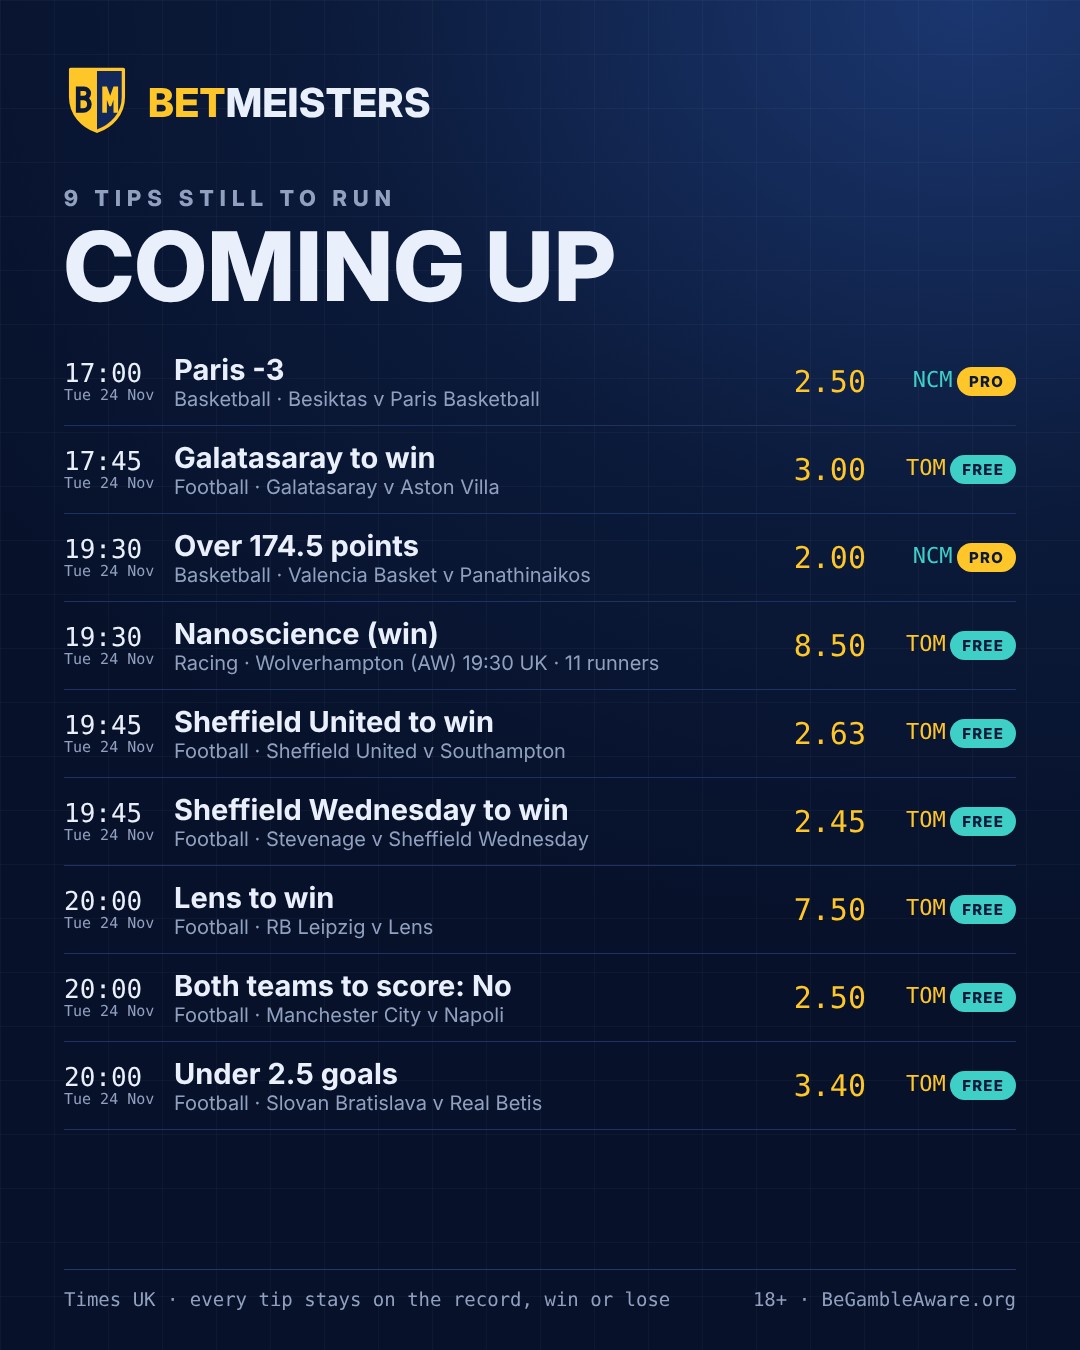 BM BETMEISTERS
9 TIPS STILL TO RUN
COMING UP
17:00 Paris -3 2.50 NCM PRO
Tue 24 Nov Basketball · Besiktas v Paris Basketball
17:45 Galatasaray to win 3.00 TOM FREE
Tue 24 Nov Football · Galatasaray v Aston Villa
19:30 Over 174.5 points 2.00 NCM PRO
Tue 24 Nov Basketball · Valencia Basket v Panathinaikos
19:30 Nanoscience (win) 8.50 TOM FREE
Tue 24 Nov Racing · Wolverhampton (AW) 19:30 UK · 11 runners
19:45 Sheffield United to win 2.63 TOM FREE
Tue 24 Nov Football · Sheffield United v Southampton
19:45 Sheffield Wednesday to win 2.45 TOM FREE
Tue 24 Nov Football · Stevenage v Sheffield Wednesday
20:00 Lens to win 7.50 TOM FREE
Tue 24 Nov Football · RB Leipzig v Lens
20:00 Both teams to score: No 2.50 TOM FREE
Tue 24 Nov Football · Manchester City v Napoli
20:00 Under 2.5 goals 3.40 TOM FREE
Tue 24 Nov Football · Slovan Bratislava v Real Betis
Times UK · every tip stays on the record, win or lose 18+ · BeGambleAware.org